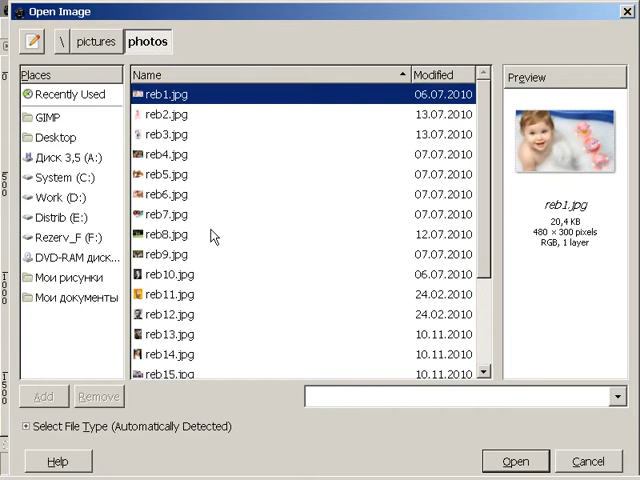 Open Image
\ pictures photos
Places
Recently Used
GIMP
Desktop
Диск 3,5 (A:)
System (C:)
Work (D:)
Distrib (E:)
Rezerv_F (F:)
DVD-RAM диск...
Мои рисунки
Мои документы
Name Modified
reb1.jpg 06.07.2010
reb2.jpg 13.07.2010
reb3.jpg 13.07.2010
reb4.jpg 07.07.2010
reb5.jpg 07.07.2010
reb6.jpg 07.07.2010
reb7.jpg 07.07.2010
reb8.jpg 12.07.2010
reb9.jpg 07.07.2010
reb10.jpg 06.07.2010
reb11.jpg 24.02.2010
reb12.jpg 24.02.2010
reb13.jpg 10.11.2010
reb14.jpg 10.11.2010
reb15.jpg 10.11.2010
Preview
reb1.jpg
20,4 KB
480 × 300 pixels
RGB, 1 layer
Add Remove
Select File Type (Automatically Detected)
Help Open Cancel
0
500
1000
1500